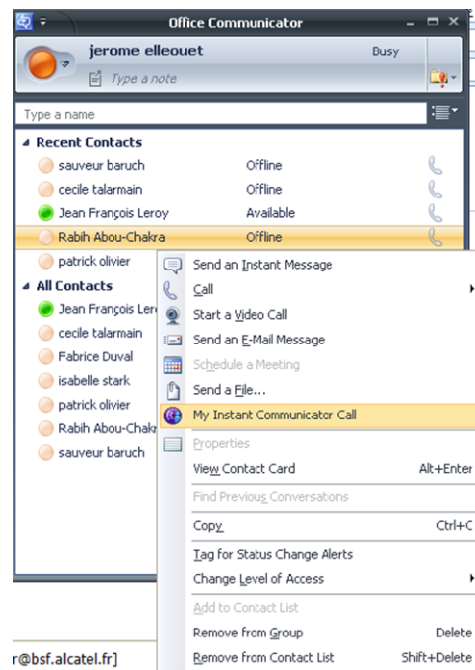 Office Communicator
jerome elleouet Busy
Type a note
Type a name
Recent Contacts
sauveur baruch Offline
cecile talarmain Offline
Jean François Leroy Available
Rabih Abou-Chakra Offline
patrick olivier
All Contacts
Jean François Ler
cecile talarmain
Fabrice Duval
isabelle stark
patrick olivier
Rabih Abou-Chakr
sauveur baruch
Send an Instant Message
Call
Start a Video Call
Send an E-Mail Message
Schedule a Meeting
Send a File...
My Instant Communicator Call
Properties
View Contact Card Alt+Enter
Find Previous Conversations
Copy Ctrl+C
Tag for Status Change Alerts
Change Level of Access
Add to Contact List
Remove from Group Delete
Remove from Contact List Shift+Delete
r@bsf.alcatel.fr]